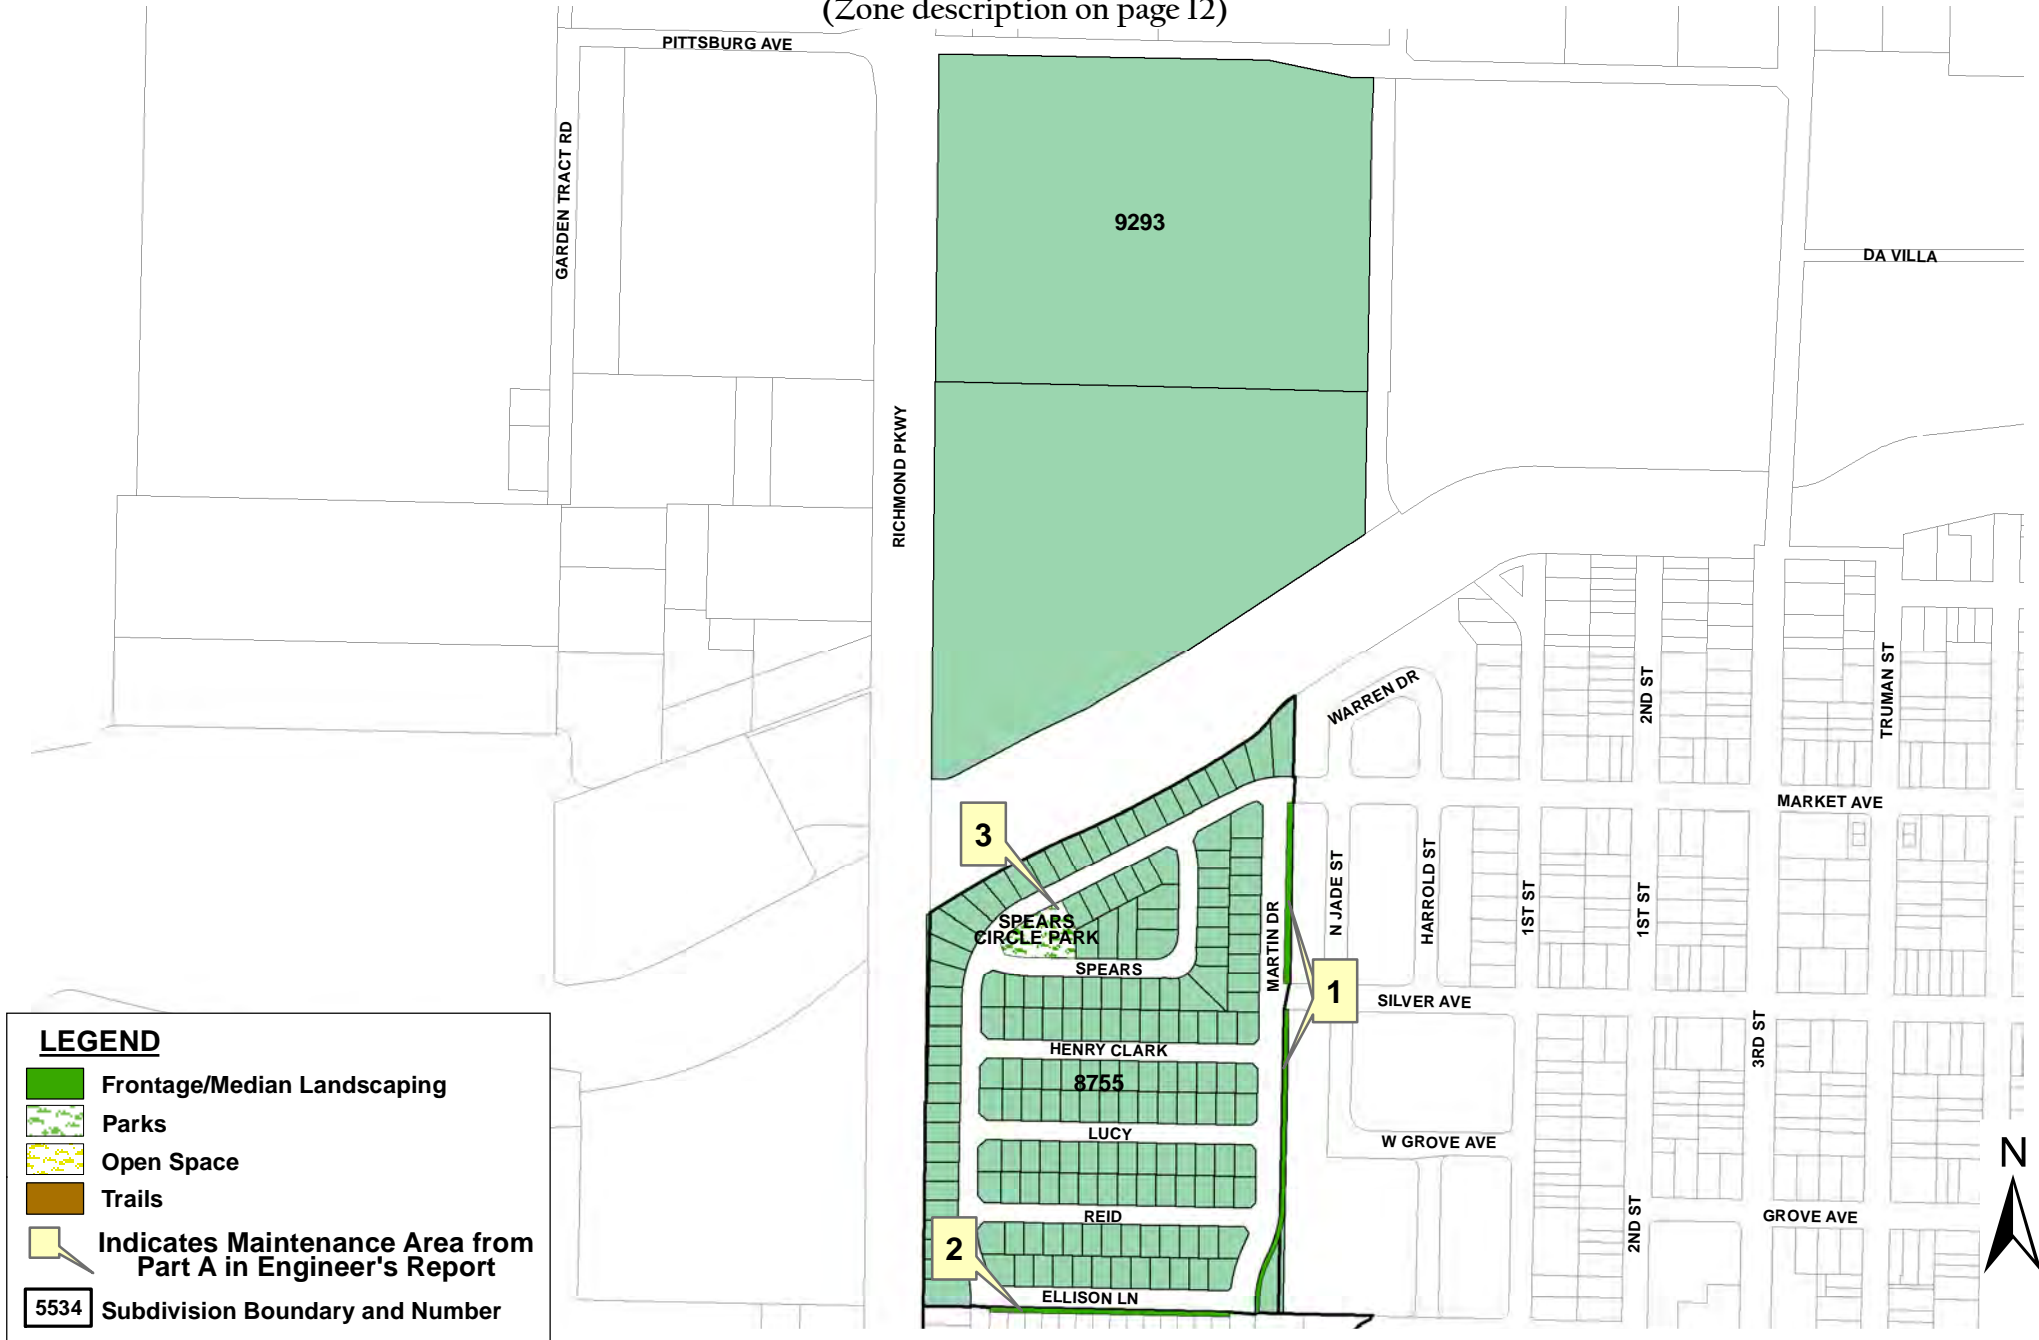 (Zone description on page 12)
PITTSBURG AVE
GARDEN TRACT RD
9293
DA VILLA
RICHMOND PKWY
WARREN DR
2ND ST
TRUMAN ST
MARKET AVE
3
N JADE ST
HARROLD ST
1ST ST
1ST ST
SPEARS
CIRCLE PARK
MARTIN DR
SPEARS
1
SILVER AVE
3RD ST
HENRY CLARK
8755
LUCY
W GROVE AVE
REID
2ND ST
GROVE AVE
2
ELLISON LN
N
LEGEND
Frontage/Median Landscaping
Parks
Open Space
Trails
Indicates Maintenance Area from
Part A in Engineer's Report
5534 Subdivision Boundary and Number